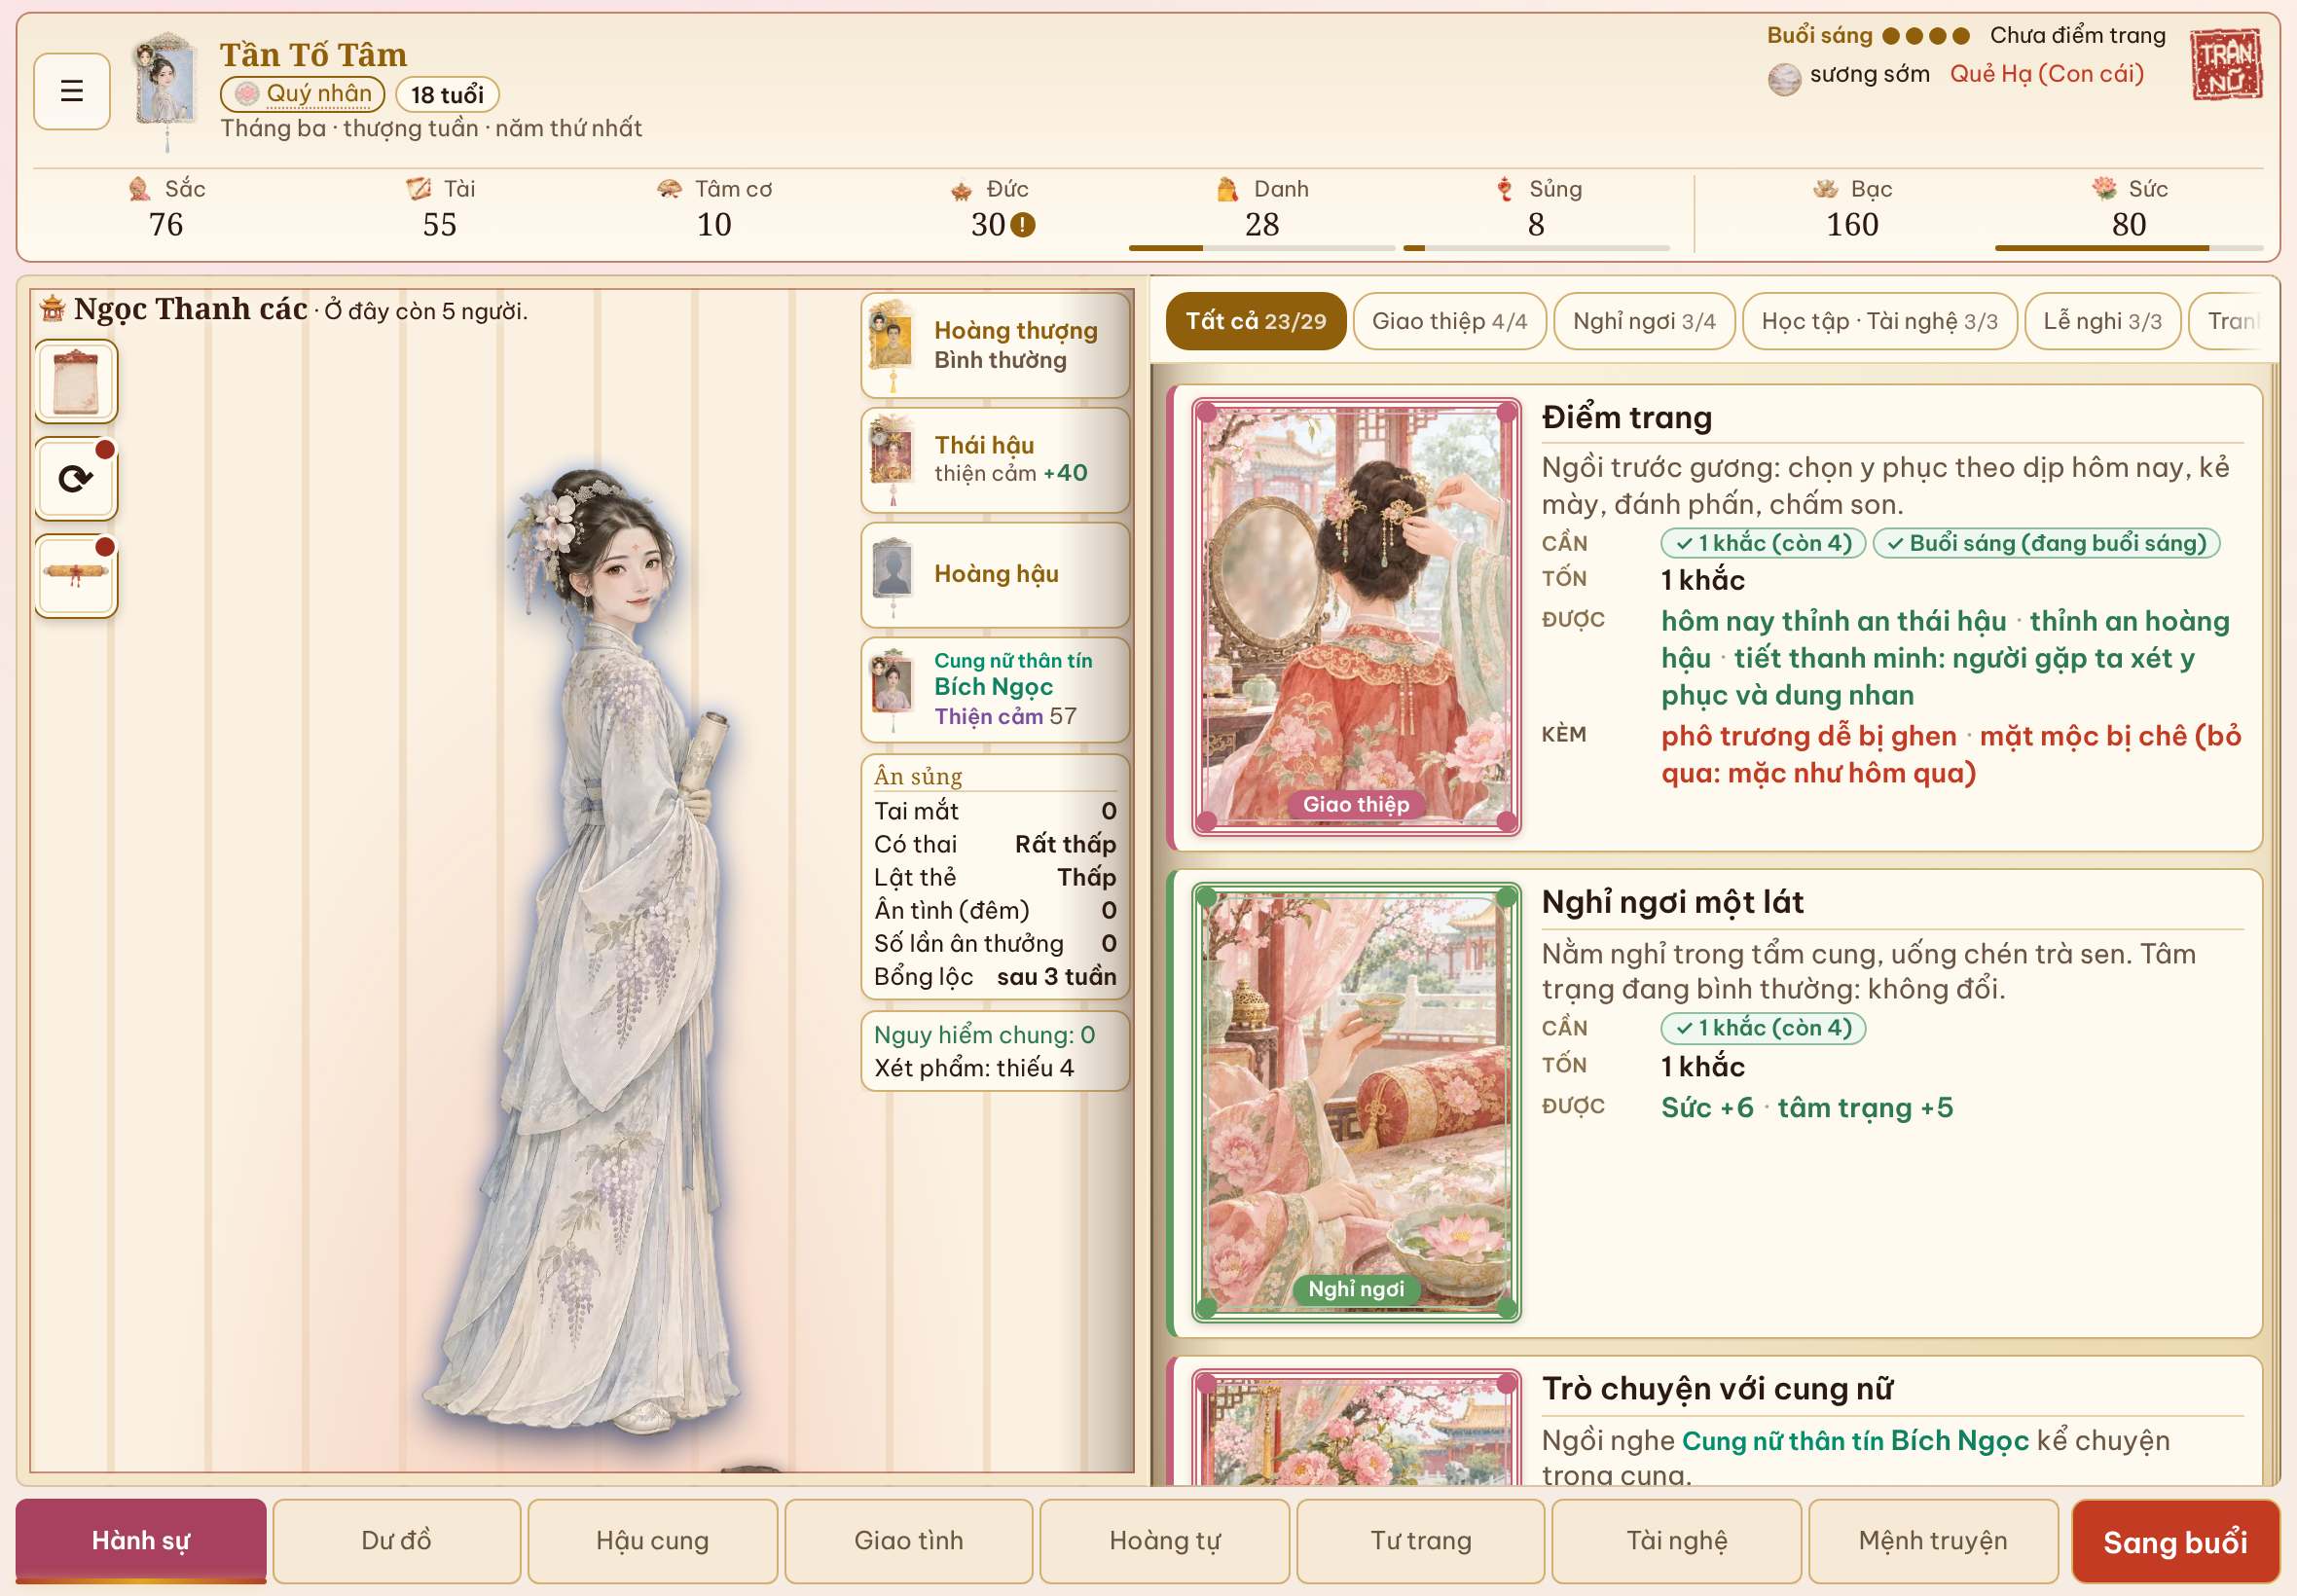 Tần Tố Tâm
Quý nhân
18 tuổi
Tháng ba · thượng tuần · năm thứ nhất
Buổi sáng
Chưa điểm trang
sương sớm
Quẻ Hạ (Con cái)
TRẦN NỮ
Sắc
76
Tài
55
Tâm cơ
10
Đức
30 !
Danh
28
Sủng
8
Bạc
160
Sức
80
Ngọc Thanh các · Ở đây còn 5 người.
Hoàng thượng
Bình thường
Thái hậu
thiện cảm +40
Hoàng hậu
Cung nữ thân tín
Bích Ngọc
Thiện cảm 57
Ân sủng
Tai mắt 0
Có thai Rất thấp
Lật thẻ Thấp
Ân tình (đêm) 0
Số lần ân thưởng 0
Bổng lộc sau 3 tuần
Nguy hiểm chung: 0
Xét phẩm: thiếu 4
Tất cả 23/29
Giao thiệp 4/4
Nghỉ ngơi 3/4
Học tập · Tài nghệ 3/3
Lễ nghi 3/3
Tranh
Điểm trang
Ngồi trước gương: chọn y phục theo dịp hôm nay, kẻ
mày, đánh phấn, chấm son.
CẦN ✓ 1 khắc (còn 4) ✓ Buổi sáng (đang buổi sáng)
TỐN 1 khắc
ĐƯỢC hôm nay thỉnh an thái hậu · thỉnh an hoàng
hậu · tiết thanh minh: người gặp ta xét y
phục và dung nhan
KÈM phô trương dễ bị ghen · mặt mộc bị chê (bỏ
qua: mặc như hôm qua)
Giao thiệp
Nghỉ ngơi một lát
Nằm nghỉ trong tẩm cung, uống chén trà sen. Tâm
trạng đang bình thường: không đổi.
CẦN ✓ 1 khắc (còn 4)
TỐN 1 khắc
ĐƯỢC Sức +6 · tâm trạng +5
Nghỉ ngơi
Trò chuyện với cung nữ
Ngồi nghe Cung nữ thân tín Bích Ngọc kể chuyện
trong cung.
Hành sự
Dư đồ
Hậu cung
Giao tình
Hoàng tự
Tư trang
Tài nghệ
Mệnh truyện
Sang buổi